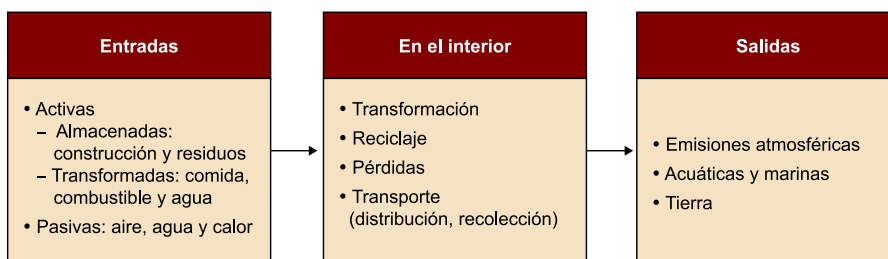 Entradas
• Activas
– Almacenadas:
construcción y residuos
– Transformadas: comida,
combustible y agua
• Pasivas: aire, agua y calor
En el interior
• Transformación
• Reciclaje
• Pérdidas
• Transporte
(distribución, recolección)
Salidas
• Emisiones atmosféricas
• Acuáticas y marinas
• Tierra